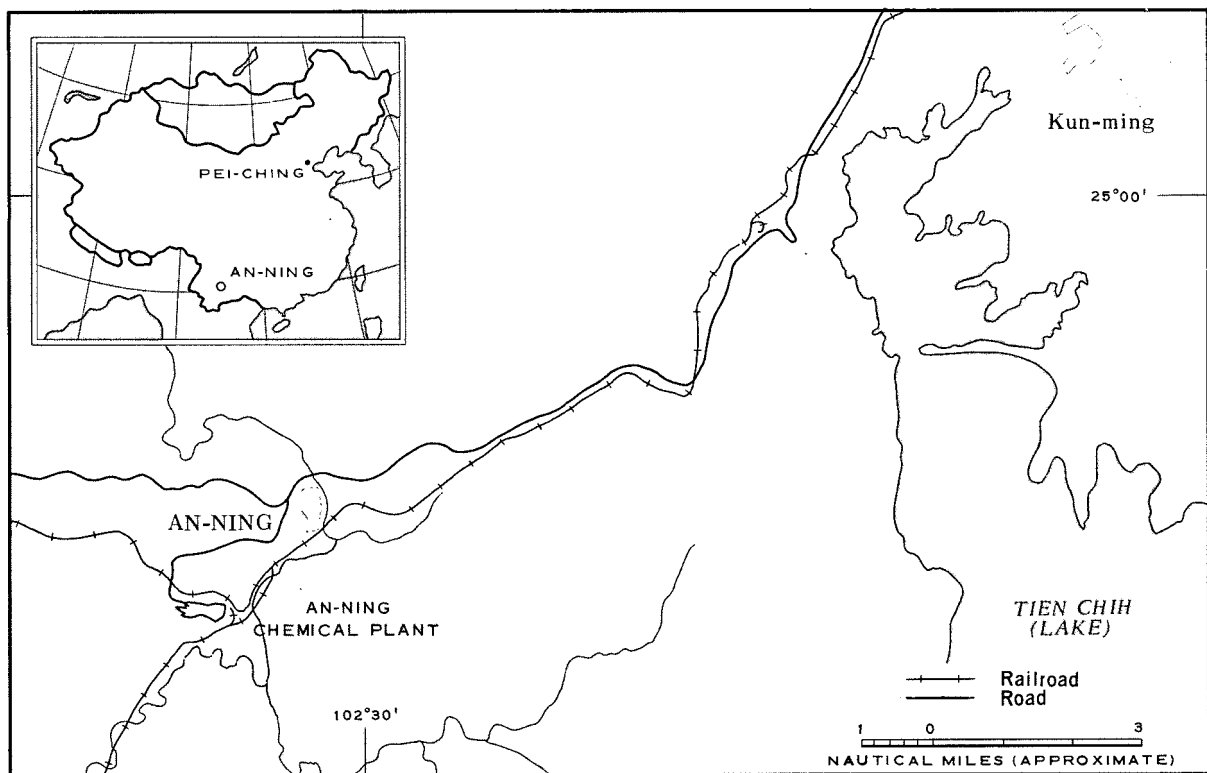 PEI-CHING
AN-NING
Kun-ming
25°00'
AN-NING
AN-NING
CHEMICAL PLANT
TIEN CHIH
(LAKE)
Railroad
Road
102°30'
1 0 3
NAUTICAL MILES (APPROXIMATE)